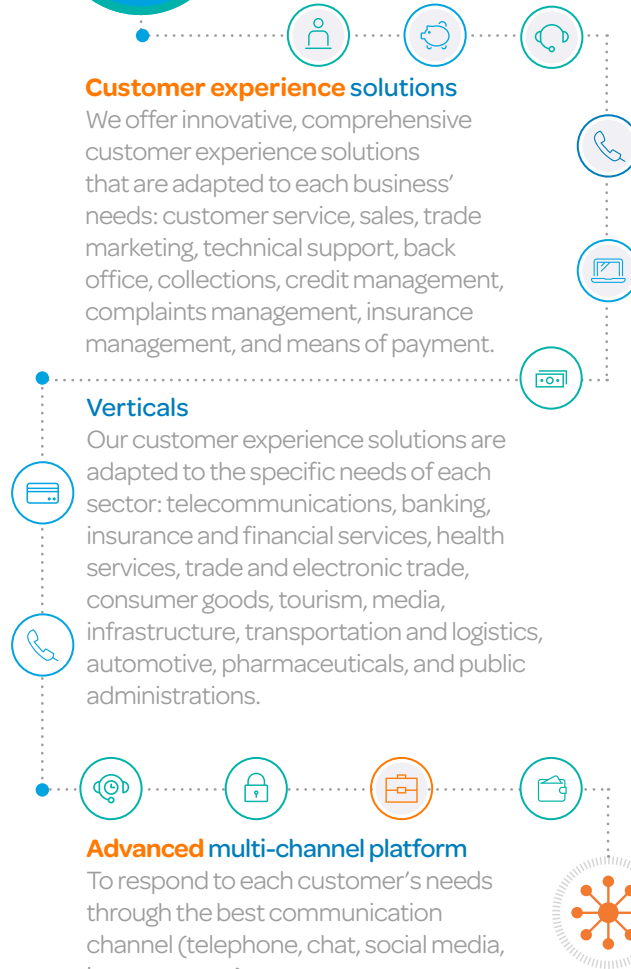 Customer experience solutions
We offer innovative, comprehensive
customer experience solutions
that are adapted to each business’
needs: customer service, sales, trade
marketing, technical support, back
office, collections, credit management,
complaints management, insurance
management, and means of payment.
Verticals
Our customer experience solutions are
adapted to the specific needs of each
sector: telecommunications, banking,
insurance and financial services, health
services, trade and electronic trade,
consumer goods, tourism, media,
infrastructure, transportation and logistics,
automotive, pharmaceuticals, and public
administrations.
Advanced multi-channel platform
To respond to each customer’s needs
through the best communication
channel (telephone, chat, social media,